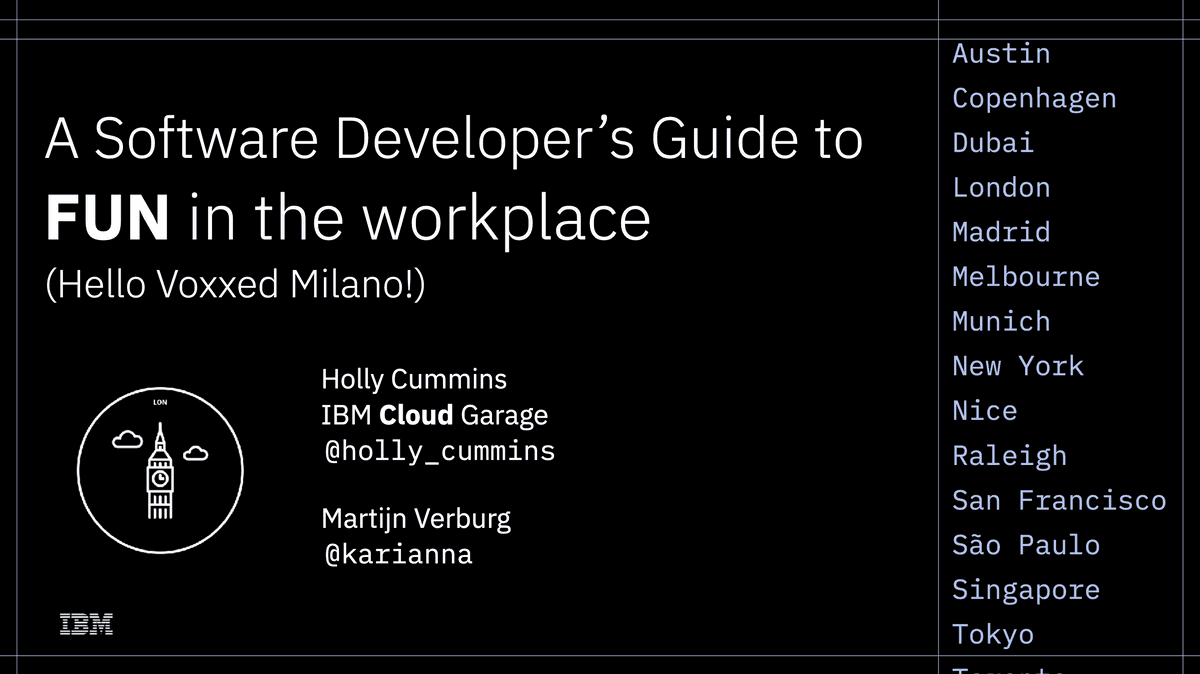 A Software Developer’s Guide to
FUN in the workplace
(Hello Voxxed Milano!)
LON
Holly Cummins
IBM Cloud Garage
@holly_cummins
Martijn Verburg
@karianna
IBM
Austin
Copenhagen
Dubai
London
Madrid
Melbourne
Munich
New York
Nice
Raleigh
San Francisco
São Paulo
Singapore
Tokyo